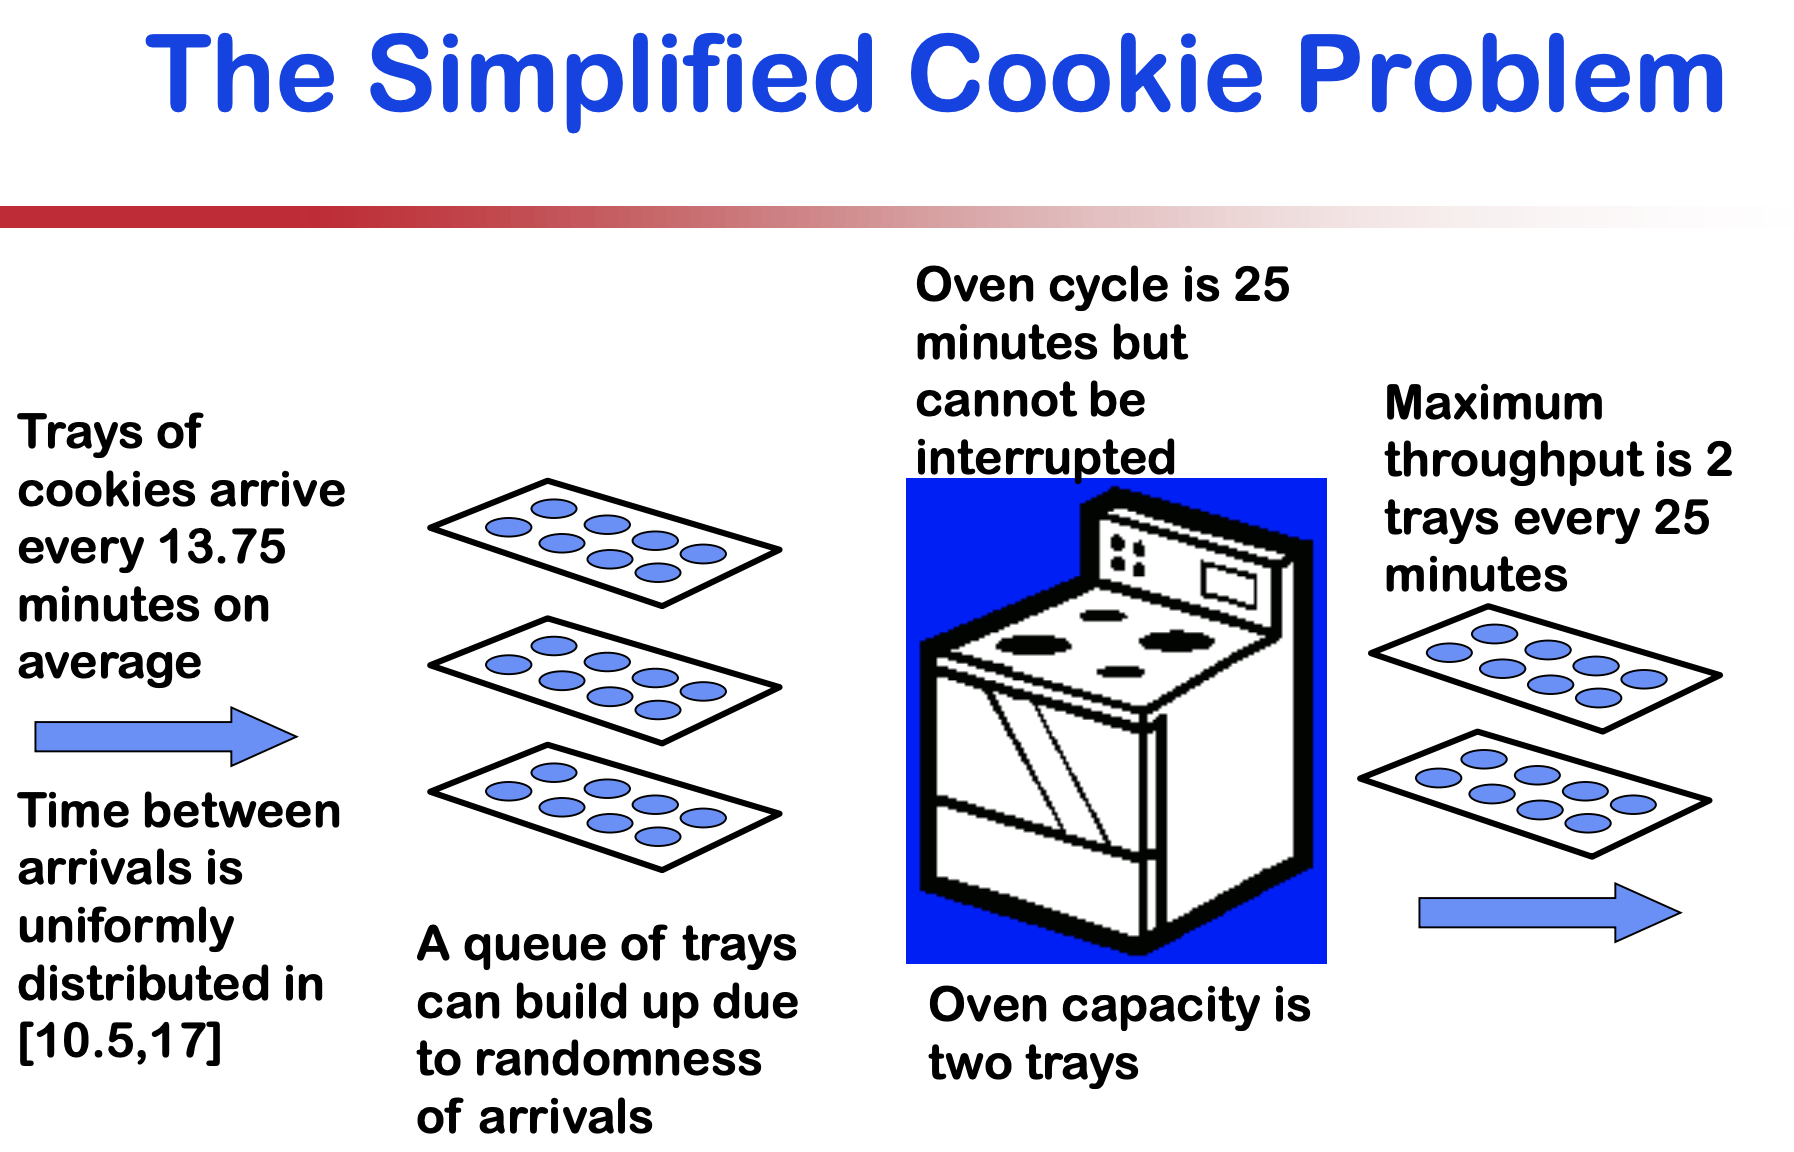 The Simplified Cookie Problem
Trays of
cookies arrive
every 13.75
minutes on
average
Time between
arrivals is
uniformly
distributed in
[10.5,17]
A queue of trays
can build up due
to randomness
of arrivals
Oven cycle is 25
minutes but
cannot be
interrupted
Oven capacity is
two trays
Maximum
throughput is 2
trays every 25
minutes